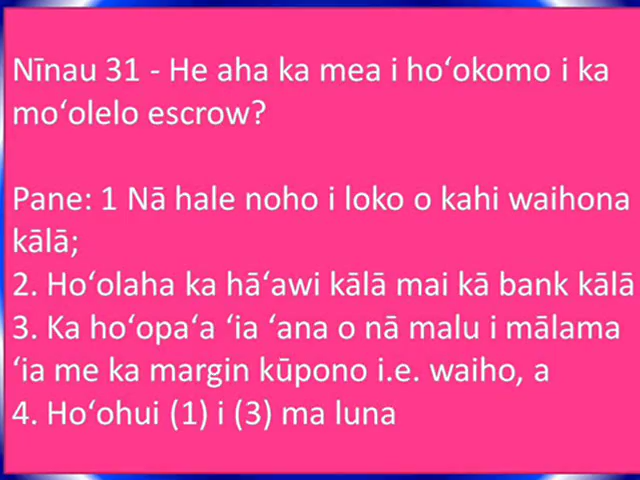 Nīnau 31 - He aha ka mea i hoʻokomo i ka
moʻolelo escrow?
Pane: 1 Nā hale noho i loko o kahi waihona
kālā;
2. Hoʻolaha ka hāʻawi kālā mai kā bank kālā
3. Ka hoʻopaʻa ʻia ʻana o nā malu i mālama
ʻia me ka margin kūpono i.e. waiho, a
4. Hoʻohui (1) i (3) ma luna